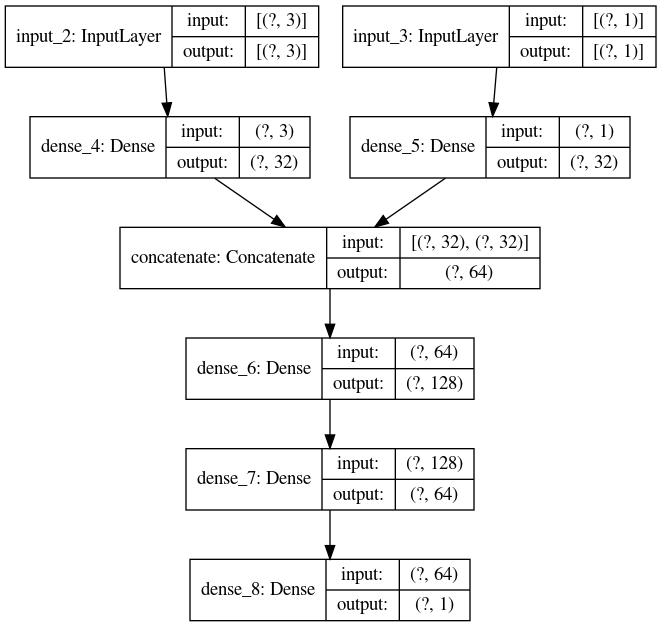 input_2: InputLayer
input: [(?, 3)]
output: [(?, 3)]
input_3: InputLayer
input: [(?, 1)]
output: [(?, 1)]
dense_4: Dense
input: (?, 3)
output: (?, 32)
dense_5: Dense
input: (?, 1)
output: (?, 32)
concatenate: Concatenate
input: [(?, 32), (?, 32)]
output: (?, 64)
dense_6: Dense
input: (?, 64)
output: (?, 128)
dense_7: Dense
input: (?, 128)
output: (?, 64)
dense_8: Dense
input: (?, 64)
output: (?, 1)